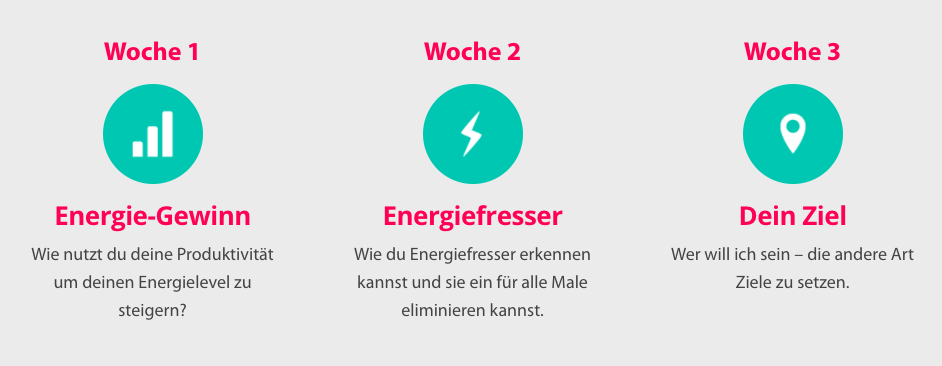 Woche 1
Energie-Gewinn
Wie nutzt du deine Produktivität
um deinen Energielevel zu
steigern?
Woche 2
Energiefresser
Wie du Energiefresser erkennen
kannst und sie ein für alle Male
eliminieren kannst.
Woche 3
Dein Ziel
Wer will ich sein – die andere Art
Ziele zu setzen.